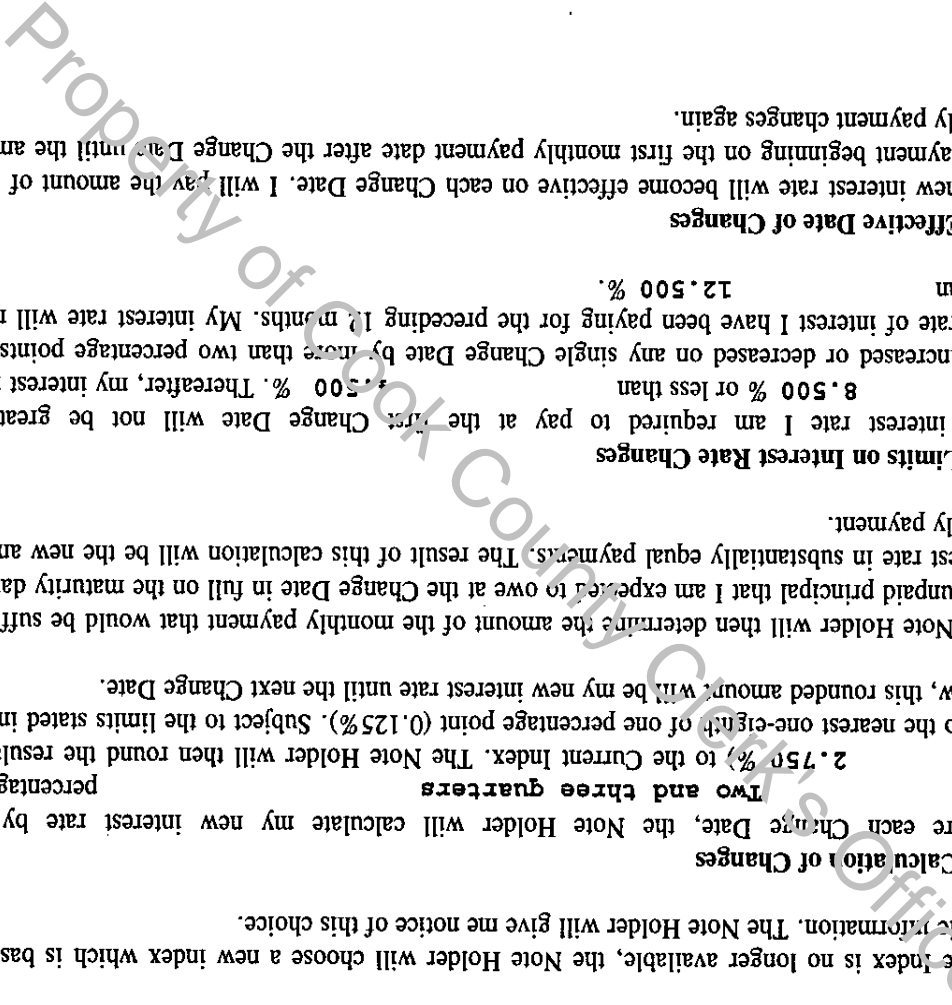 e Index is no longer available, the Note Holder will choose a new index which is bas
le information. The Note Holder will give me notice of this choice.
Calculation of Changes
re each Change Date, the Note Holder will calculate my new interest rate by
Two and three quarters percentag
2.750 %) to the Current Index. The Note Holder will then round the resul
o the nearest one-eighth of one percentage point (0.125%). Subject to the limits stated in
w, this rounded amount will be my new interest rate until the next Change Date.
Note Holder will then determine the amount of the monthly payment that would be suff
unpaid principal that I am expected to owe at the Change Date in full on the maturity da
est rate in substantially equal payments. The result of this calculation will be the new am
ly payment.
Limits on Interest Rate Changes
interest rate I am required to pay at the first Change Date will not be great
8.500 % or less than 4.500 %. Thereafter, my interest
ncreased or decreased on any single Change Date by more than two percentage points
ate of interest I have been paying for the preceding 12 months. My interest rate will n
an 12.500 %.
Effective Date of Changes
new interest rate will become effective on each Change Date. I will pay the amount of
ayment beginning on the first monthly payment date after the Change Date until the am
ly payment changes again.
Property of Cook County Clerk's Office